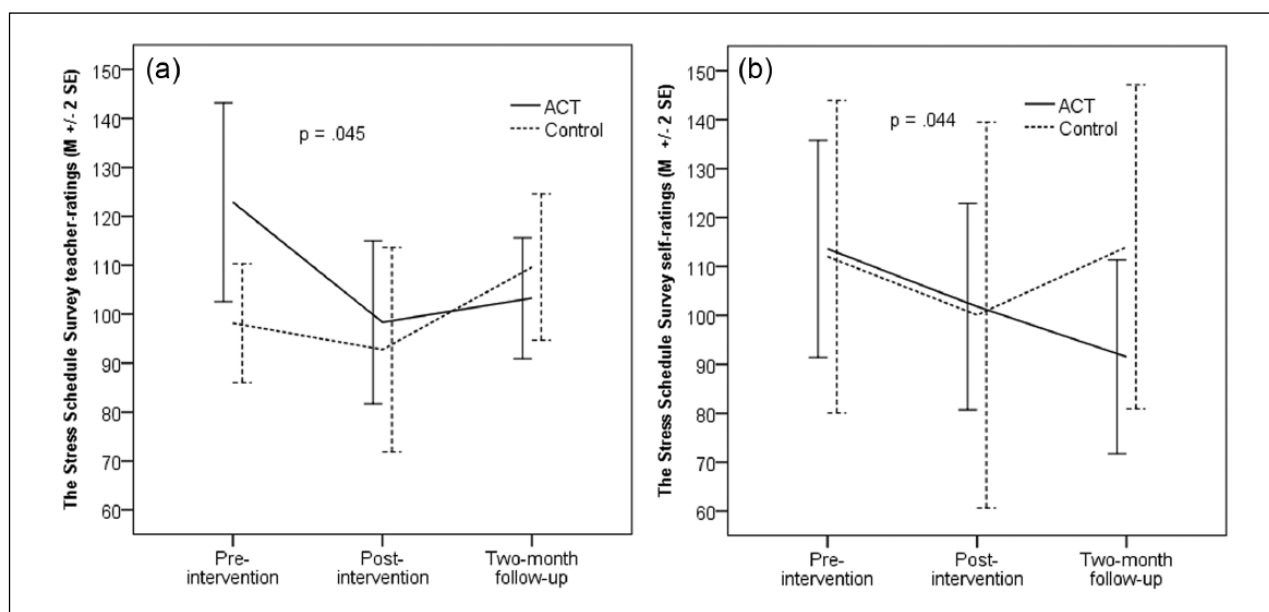 The Stress Schedule Survey teacher-ratings (M +/- 2 SE)
150
140
130
120
110
100
90
80
70
60
(a)
ACT
Control
p = .045
Pre-
intervention
Post-
intervention
Two-month
follow-up
The Stress Schedule Survey self-ratings (M +/- 2 SE)
150
140
130
120
110
100
90
80
70
60
(b)
ACT
Control
p = .044
Pre-
intervention
Post-
intervention
Two-month
follow-up